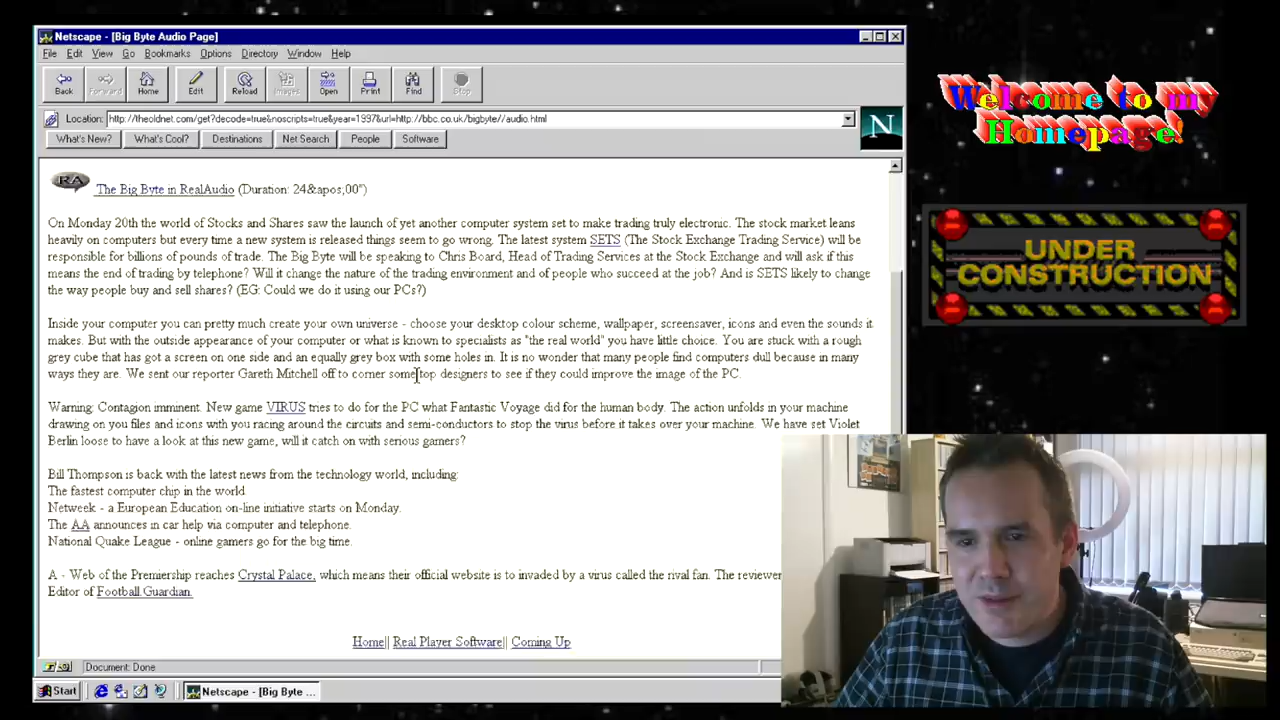 Netscape - [Big Byte Audio Page]
File Edit View Go Bookmarks Options Directory Window Help
Back Forward Home Edit Reload Images Open Print Find Stop
Location: http://theoldnet.com/get?decode=true&noscripts=true&year=1997&url=http://bbc.co.uk/bigbyte//audio.html
N
What's New? What's Cool? Destinations Net Search People Software
Welcome to my
Homepage!
UNDER
CONSTRUCTION
RA The Big Byte in RealAudio (Duration: 24&apos;00")
On Monday 20th the world of Stocks and Shares saw the launch of yet another computer system set to make trading truly electronic. The stock market leans
heavily on computers but every time a new system is released things seem to go wrong. The latest system SETS (The Stock Exchange Trading Service) will be
responsible for billions of pounds of trade. The Big Byte will be speaking to Chris Board, Head of Trading Services at the Stock Exchange and will ask if this
means the end of trading by telephone? Will it change the nature of the trading environment and of people who succeed at the job? And is SETS likely to change
the way people buy and sell shares? (EG: Could we do it using our PCs?)
Inside your computer you can pretty much create your own universe - choose your desktop colour scheme, wallpaper, screensaver, icons and even the sounds it
makes. But with the outside appearance of your computer or what is known to specialists as "the real world" you have little choice. You are stuck with a rough
grey cube that has got a screen on one side and an equally grey box with some holes in. It is no wonder that many people find computers dull because in many
ways they are. We sent our reporter Gareth Mitchell off to corner some top designers to see if they could improve the image of the PC.
Warning: Contagion imminent. New game VIRUS tries to do for the PC what Fantastic Voyage did for the human body. The action unfolds in your machine
drawing on you files and icons with you racing around the circuits and semi-conductors to stop the virus before it takes over your machine. We have set Violet
Berlin loose to have a look at this new game, will it catch on with serious gamers?
Bill Thompson is back with the latest news from the technology world, including:
The fastest computer chip in the world
Netweek - a European Education on-line initiative starts on Monday.
The AA announces in car help via computer and telephone.
National Quake League - online gamers go for the big time.
A - Web of the Premiership reaches Crystal Palace, which means their official website is to invaded by a virus called the rival fan. The reviewer
Editor of Football Guardian.
Home|| Real Player Software|| Coming Up
Document: Done
Start Netscape - [Big Byte ...